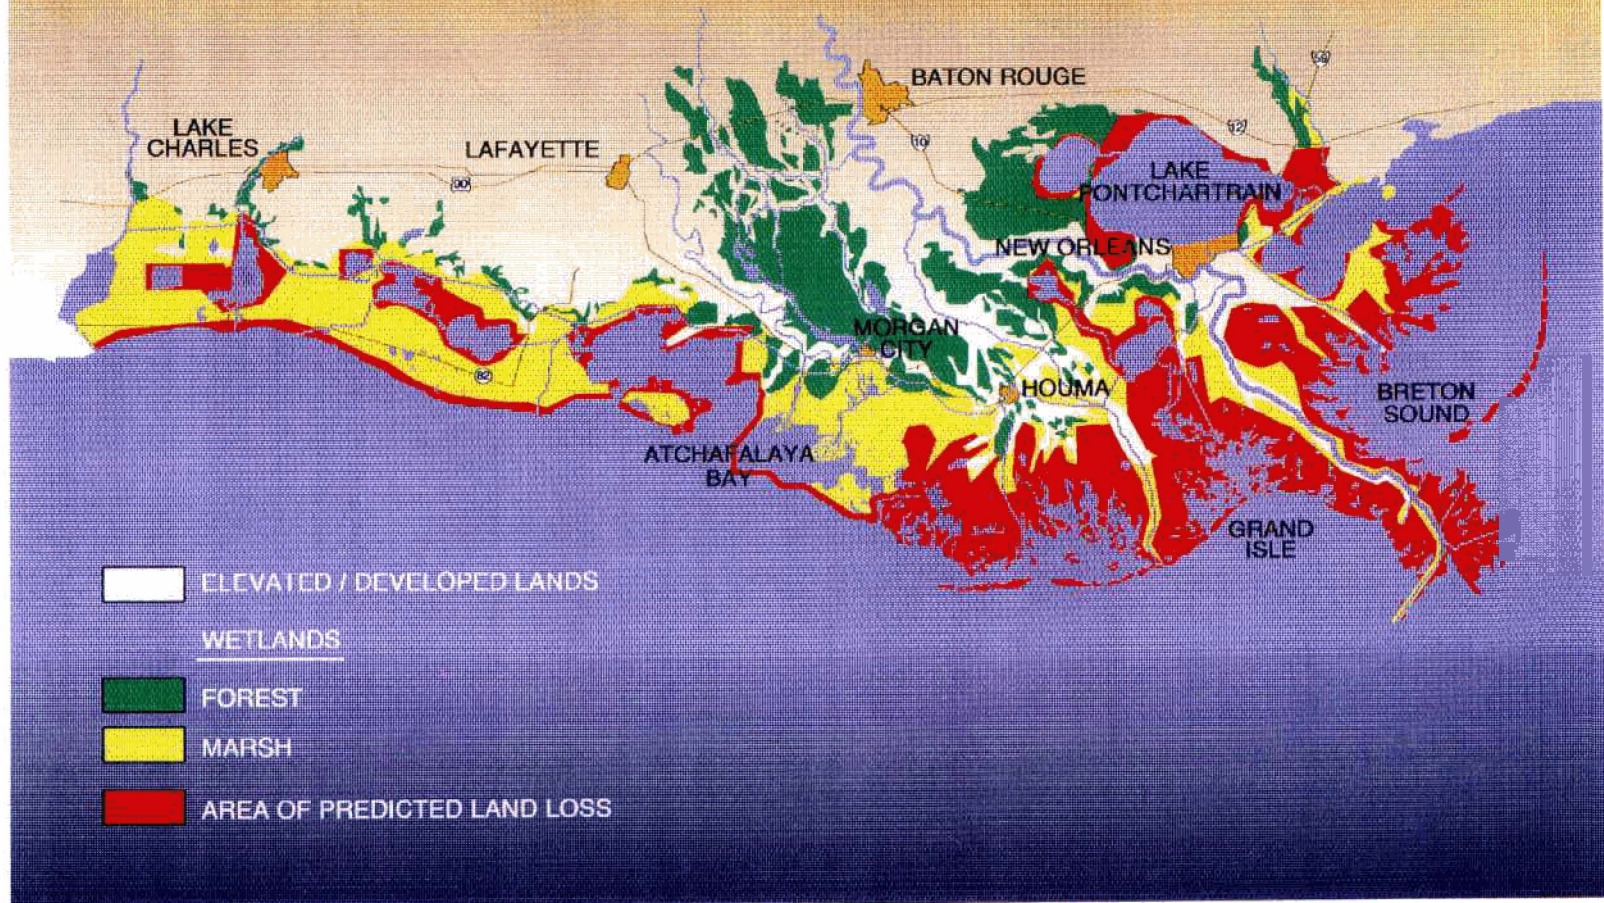 BATON ROUGE
LAKE
CHARLES
LAFAYETTE
90
10
12
59
LAKE
PONTCHARTRAIN
NEW ORLEANS
MORGAN
CITY
82
HOUMA
BRETON
SOUND
ATCHAFALAYA
BAY
GRAND
ISLE
ELEVATED / DEVELOPED LANDS
WETLANDS
FOREST
MARSH
AREA OF PREDICTED LAND LOSS